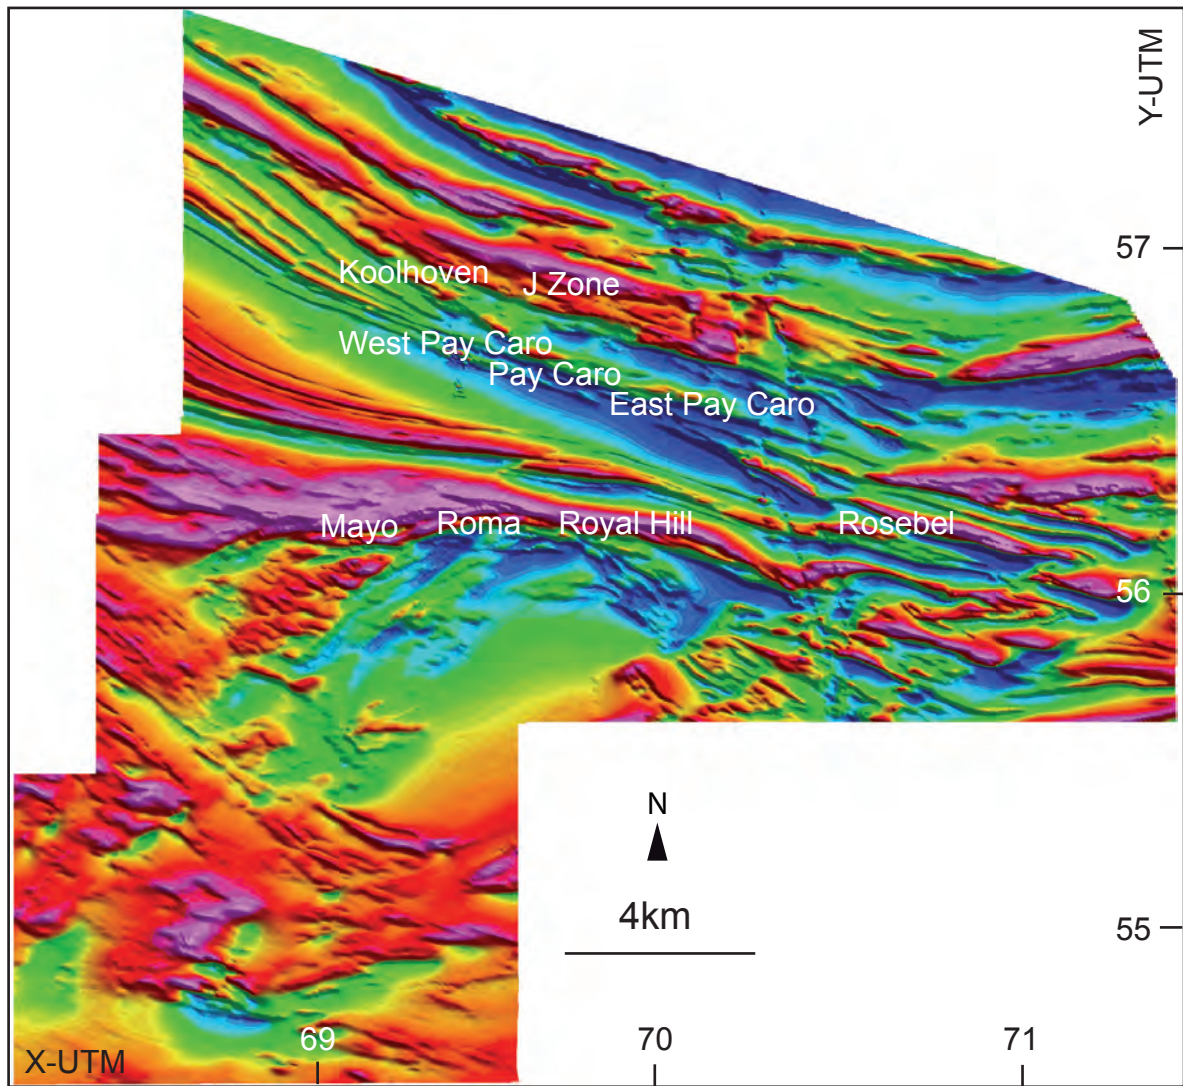 Y-UTM
57
Koolhoven
J Zone
West Pay Caro
Pay Caro
East Pay Caro
Mayo
Roma
Royal Hill
Rosebel
56
N
4km
55
69
70
71
X-UTM